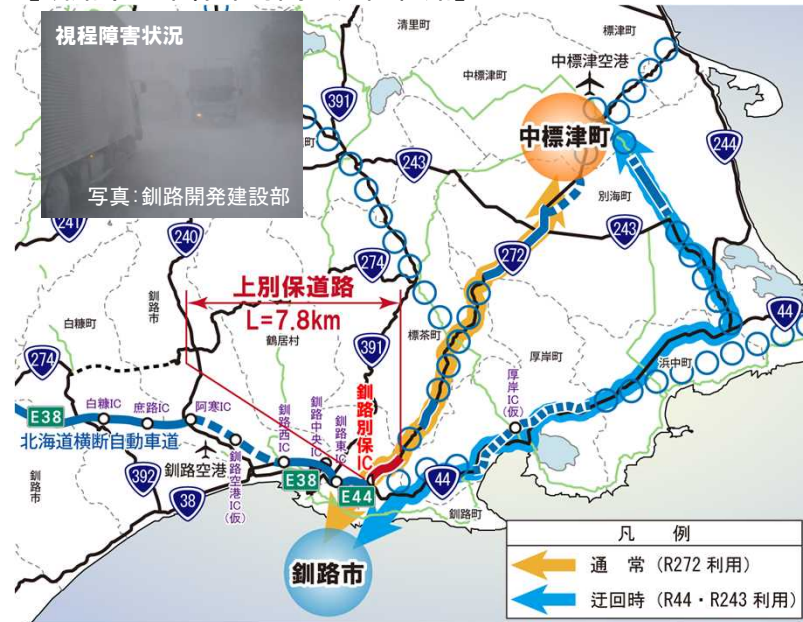 視程障害状況
写真：釧路開発建設部
391
清里町
標津町
中標津空港
中標津町
中標津町
244
243
別海町
243
241
240
274
272
上別保道路
L=7.8km
釧路市
白糠町
鶴居村
391
標茶町
厚岸町
44
浜中町
274
厚岸IC(仮)
白糠IC
庶路IC
阿寒IC
釧路西IC
釧路中央IC
釧路東IC
釧路別保IC
E38
北海道横断自動車道
釧路空港
釧路空港IC(仮)
釧路市
392
38
E38
E44
44
釧路町
釧路市
凡　例
通　常（R272 利用）
迂回時（R44・R243 利用）